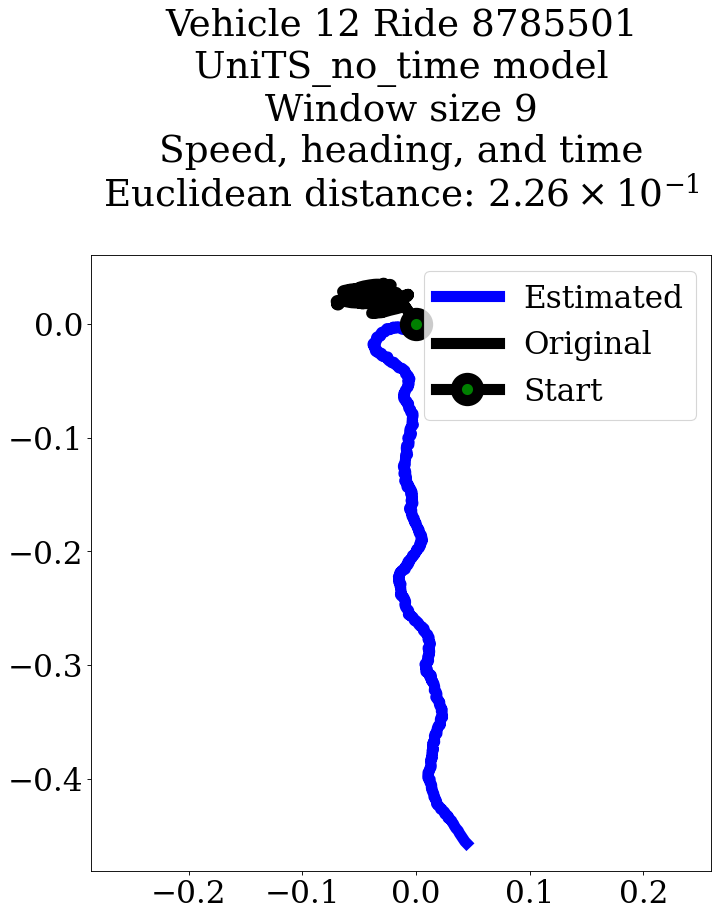 Vehicle 12 Ride 8785501
UniTS_no_time model
Window size 9
Speed, heading, and time
Euclidean distance: 2.26 × 10⁻¹
Estimated
Original
Start
0.0
−0.1
−0.2
−0.3
−0.4
−0.2
−0.1
0.0
0.1
0.2